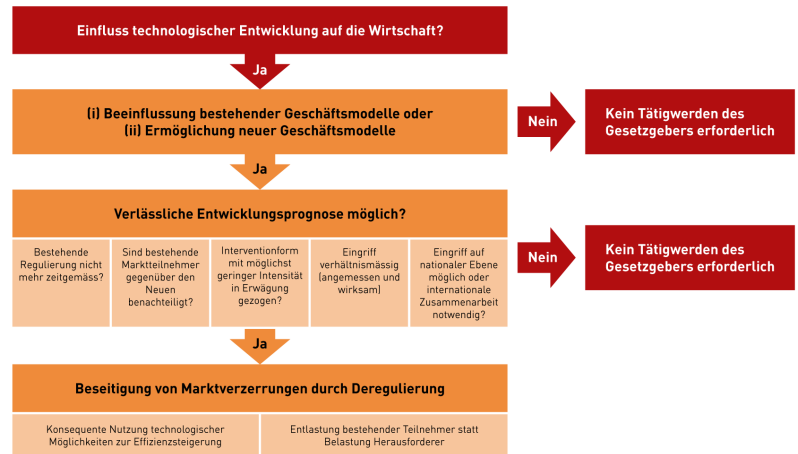 Einfluss technologischer Entwicklung auf die Wirtschaft?
Ja
(i) Beeinflussung bestehender Geschäftsmodelle oder
(ii) Ermöglichung neuer Geschäftsmodelle
Nein
Kein Tätigwerden des
Gesetzgebers erforderlich
Ja
Verlässliche Entwicklungsprognose möglich?
Bestehende
Regulierung nicht
mehr zeitgemäss?
Sind bestehende
Marktteilnehmer
gegenüber den
Neuen
benachteiligt?
Interventionform
mit möglichst
geringer Intensität
in Erwägung
gezogen?
Eingriff
verhältnismässig
(angemessen und
wirksam)
Eingriff auf
nationaler Ebene
möglich oder
internationale
Zusammenarbeit
notwendig?
Nein
Kein Tätigwerden des
Gesetzgebers erforderlich
Ja
Beseitigung von Marktverzerrungen durch Deregulierung
Konsequente Nutzung technologischer
Möglichkeiten zur Effizienzsteigerung
Entlastung bestehender Teilnehmer statt
Belastung Herausforderer